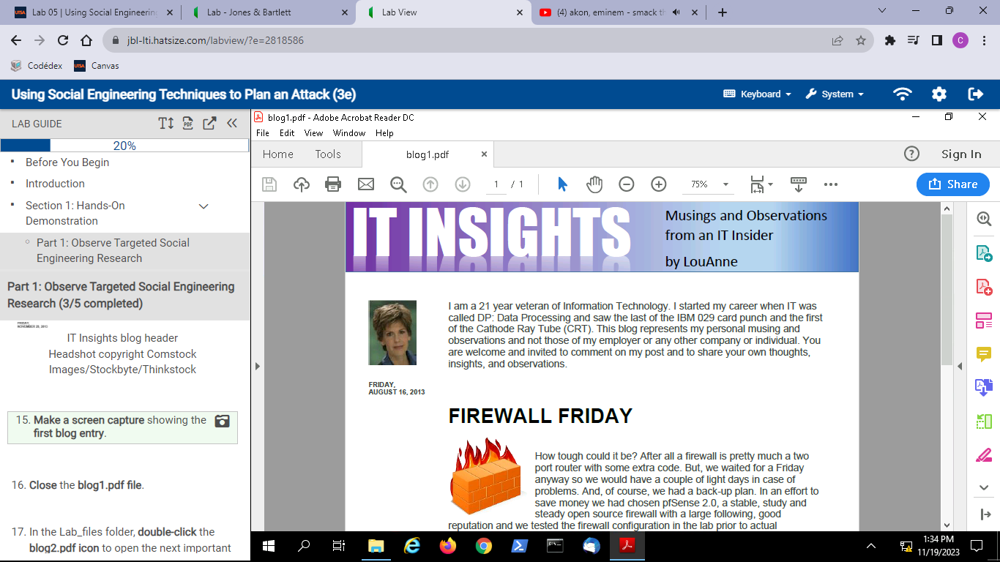 Lab 05 | Using Social Engineering
Lab - Jones & Bartlett
Lab View
(4) akon, eminem - smack th
jbl-lti.hatsize.com/labview/?e=2818586
C
Codédex
UTSA
Canvas
Using Social Engineering Techniques to Plan an Attack (3e)
Keyboard
System
LAB GUIDE
PDF
20%
Before You Begin
Introduction
Section 1: Hands-On
Demonstration
Part 1: Observe Targeted Social
Engineering Research
Part 1: Observe Targeted Social Engineering
Research (3/5 completed)
FRIDAY,
NOVEMBER 28, 2013
IT Insights blog header
Headshot copyright Comstock
Images/Stockbyte/Thinkstock
15. Make a screen capture showing the
first blog entry.
16. Close the blog1.pdf file.
17. In the Lab_files folder, double-click the
blog2.pdf icon to open the next important
blog1.pdf - Adobe Acrobat Reader DC
File Edit View Window Help
Home
Tools
blog1.pdf
Sign In
1 / 1
75%
Share
IT INSIGHTS
Musings and Observations
from an IT Insider
by LouAnne
I am a 21 year veteran of Information Technology. I started my career when IT was
called DP: Data Processing and saw the last of the IBM 029 card punch and the first
of the Cathode Ray Tube (CRT). This blog represents my personal musing and
observations and not those of my employer or any other company or individual. You
are welcome and invited to comment on my post and to share your own thoughts,
insights, and observations.
FRIDAY,
AUGUST 16, 2013
FIREWALL FRIDAY
How tough could it be? After all a firewall is pretty much a two
port router with some extra code. But, we waited for a Friday
anyway so we would have a couple of light days in case of
problems. And, of course, we had a back-up plan. In an effort to
save money we had chosen pfSense 2.0, a stable, study and
steady open source firewall with a large following, good
reputation and we tested the firewall configuration in the lab prior to actual
1:34 PM
11/19/2023